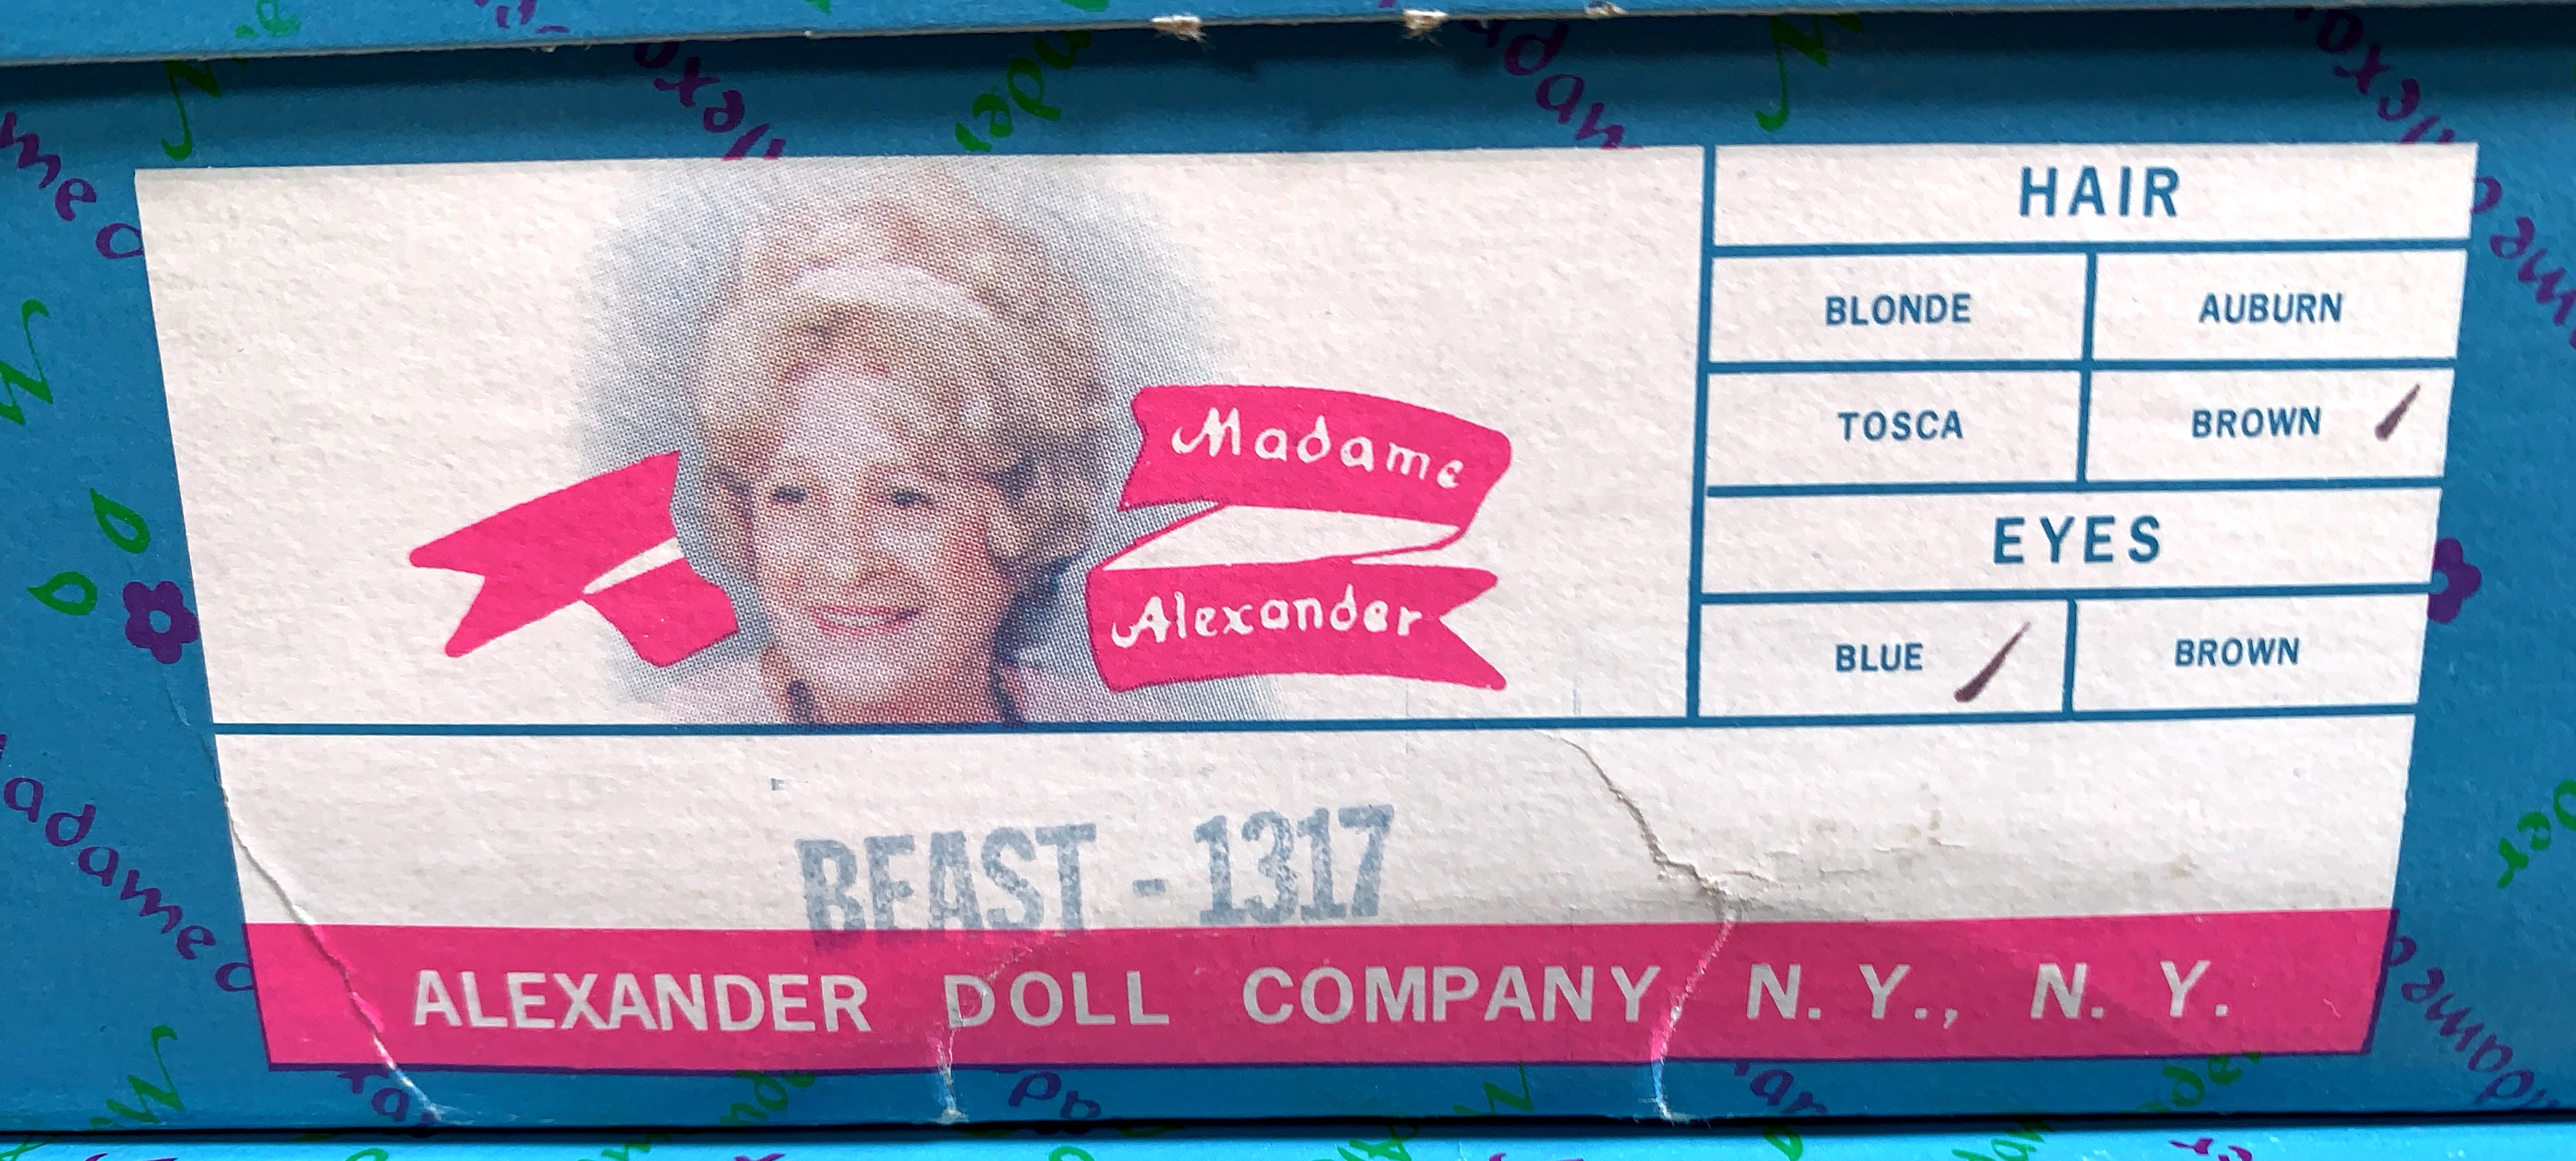 Madame
Alexander
HAIR
BLONDE AUBURN
TOSCA BROWN
EYES
BLUE BROWN
BEAST - 1317
ALEXANDER DOLL COMPANY N. Y., N. Y.